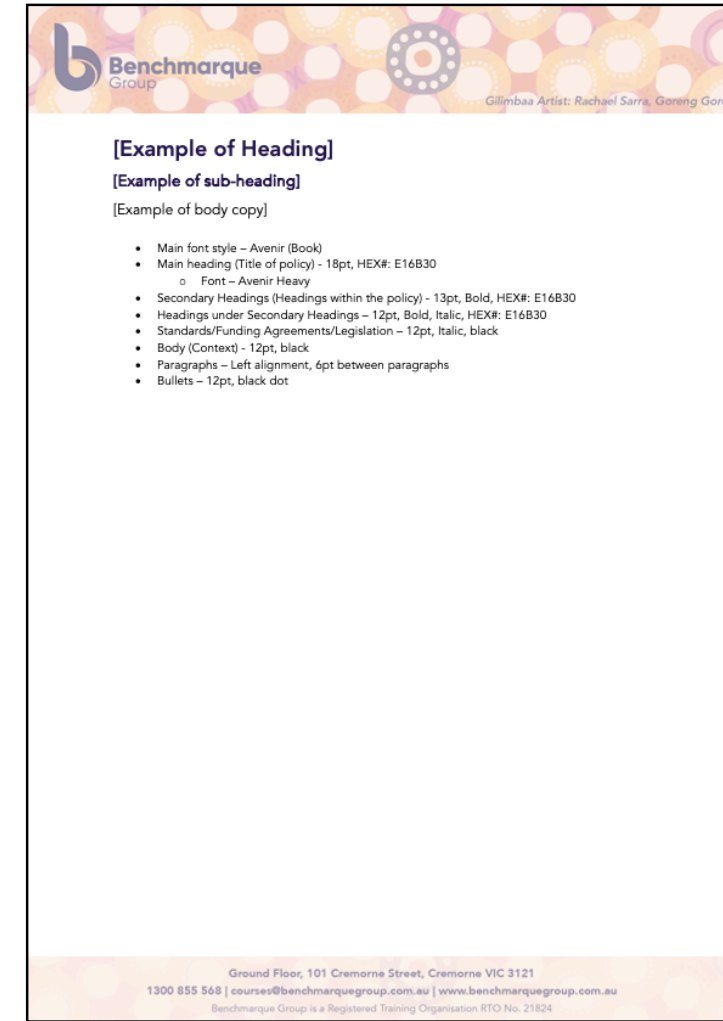 Benchmarque
Group
Gilimbaa Artist: Rachael Sarra, Goreng
[Example of Heading]
[Example of sub-heading]
[Example of body copy]
• Main font style – Avenir (Book)
• Main heading (Title of policy) - 18pt, HEX#: E16B30
o Font – Avenir Heavy
• Secondary Headings (Headings within the policy) - 13pt, Bold, HEX#: E16B30
• Headings under Secondary Headings – 12pt, Bold, Italic, HEX#: E16B30
• Standards/Funding Agreements/Legislation – 12pt, Italic, black
• Body (Context) - 12pt, black
• Paragraphs – Left alignment, 6pt between paragraphs
• Bullets – 12pt, black dot
Ground Floor, 101 Cremorne Street, Cremorne VIC 3121
1300 855 568 | courses@benchmarquegroup.com.au | www.benchmarquegroup.com.au
Benchmarque Group is a Registered Training Organisation RTO No. 21824